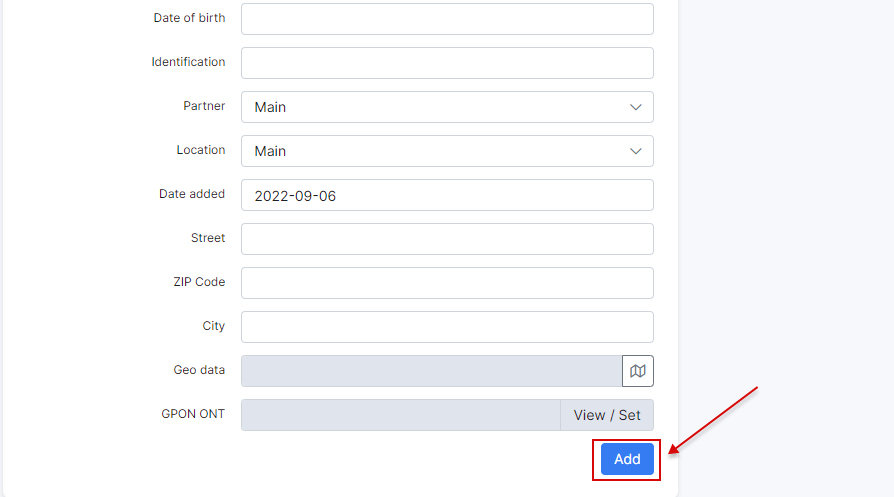 Date of birth
Identification
Partner Main
Location Main
Date added 2022-09-06
Street
ZIP Code
City
Geo data
GPON ONT View / Set
Add